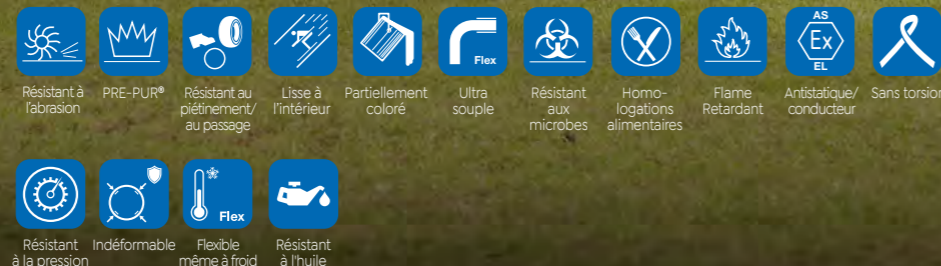 Flex
AS
Ex
EL
Résistant à
l'abrasion
PRE-PUR®
Résistant au
piétinement/
au passage
Lisse à
l'intérieur
Partiellement
coloré
Ultra
souple
Résistant
aux
microbes
Homo-
logations
alimentaires
Flame
Retardant
Antistatique/
conducteur
Sans torsion
Flex
Résistant
à la pression
Indéformable
Flexible
même à froid
Résistant
à l'huile